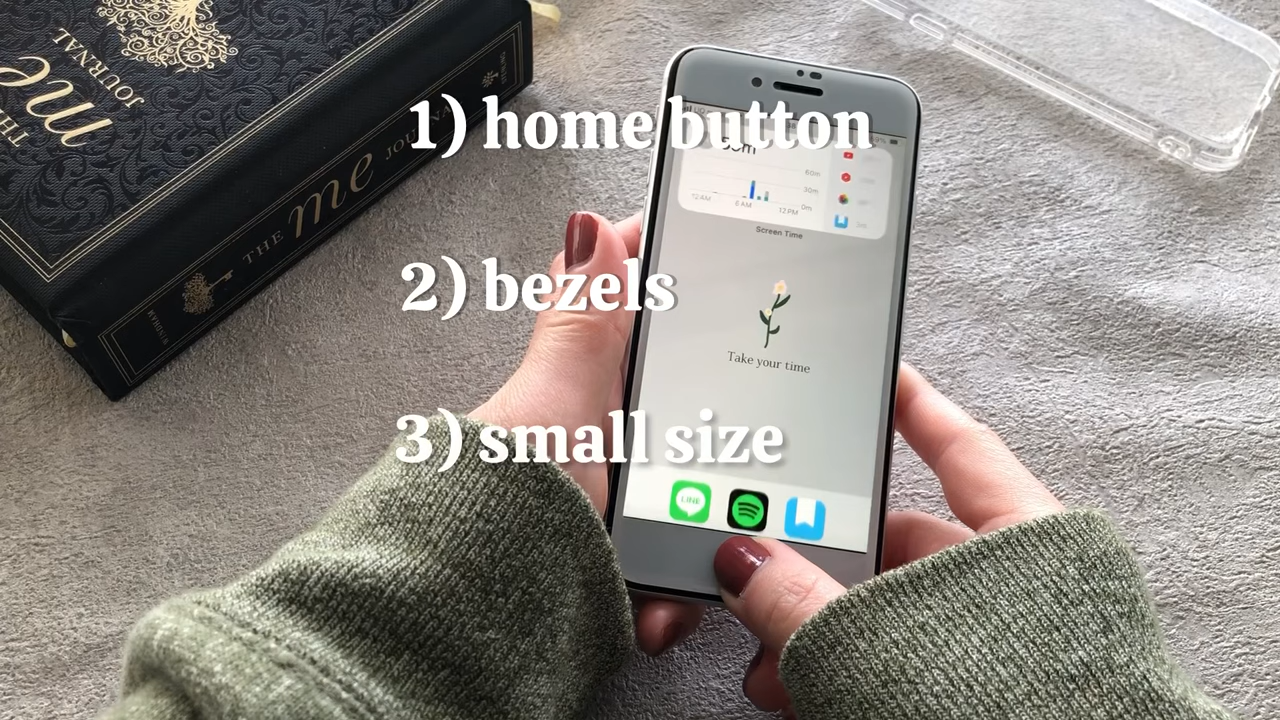 THE
me
JOURNAL
THE me JOURNAL
WINDHAM
1) home button
2) bezels
3) small size
60m
30m
0m
12 AM
6 AM
12 PM
Screen Time
Take your time
LINE